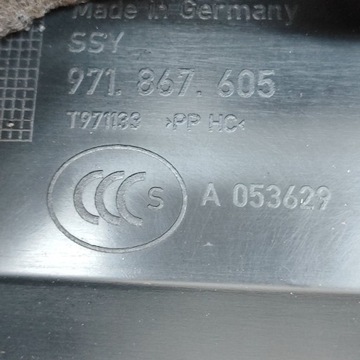 Made in Germany
SSY
971.867.605
T971133 >PP HC<
CCC S A 053629